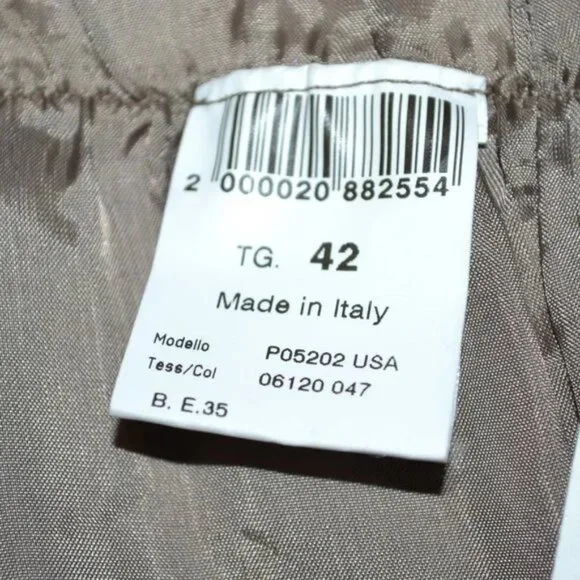 2 000020 882554
TG. 42
Made in Italy
Modello P05202 USA
Tess/Col 06120 047
B. E.35